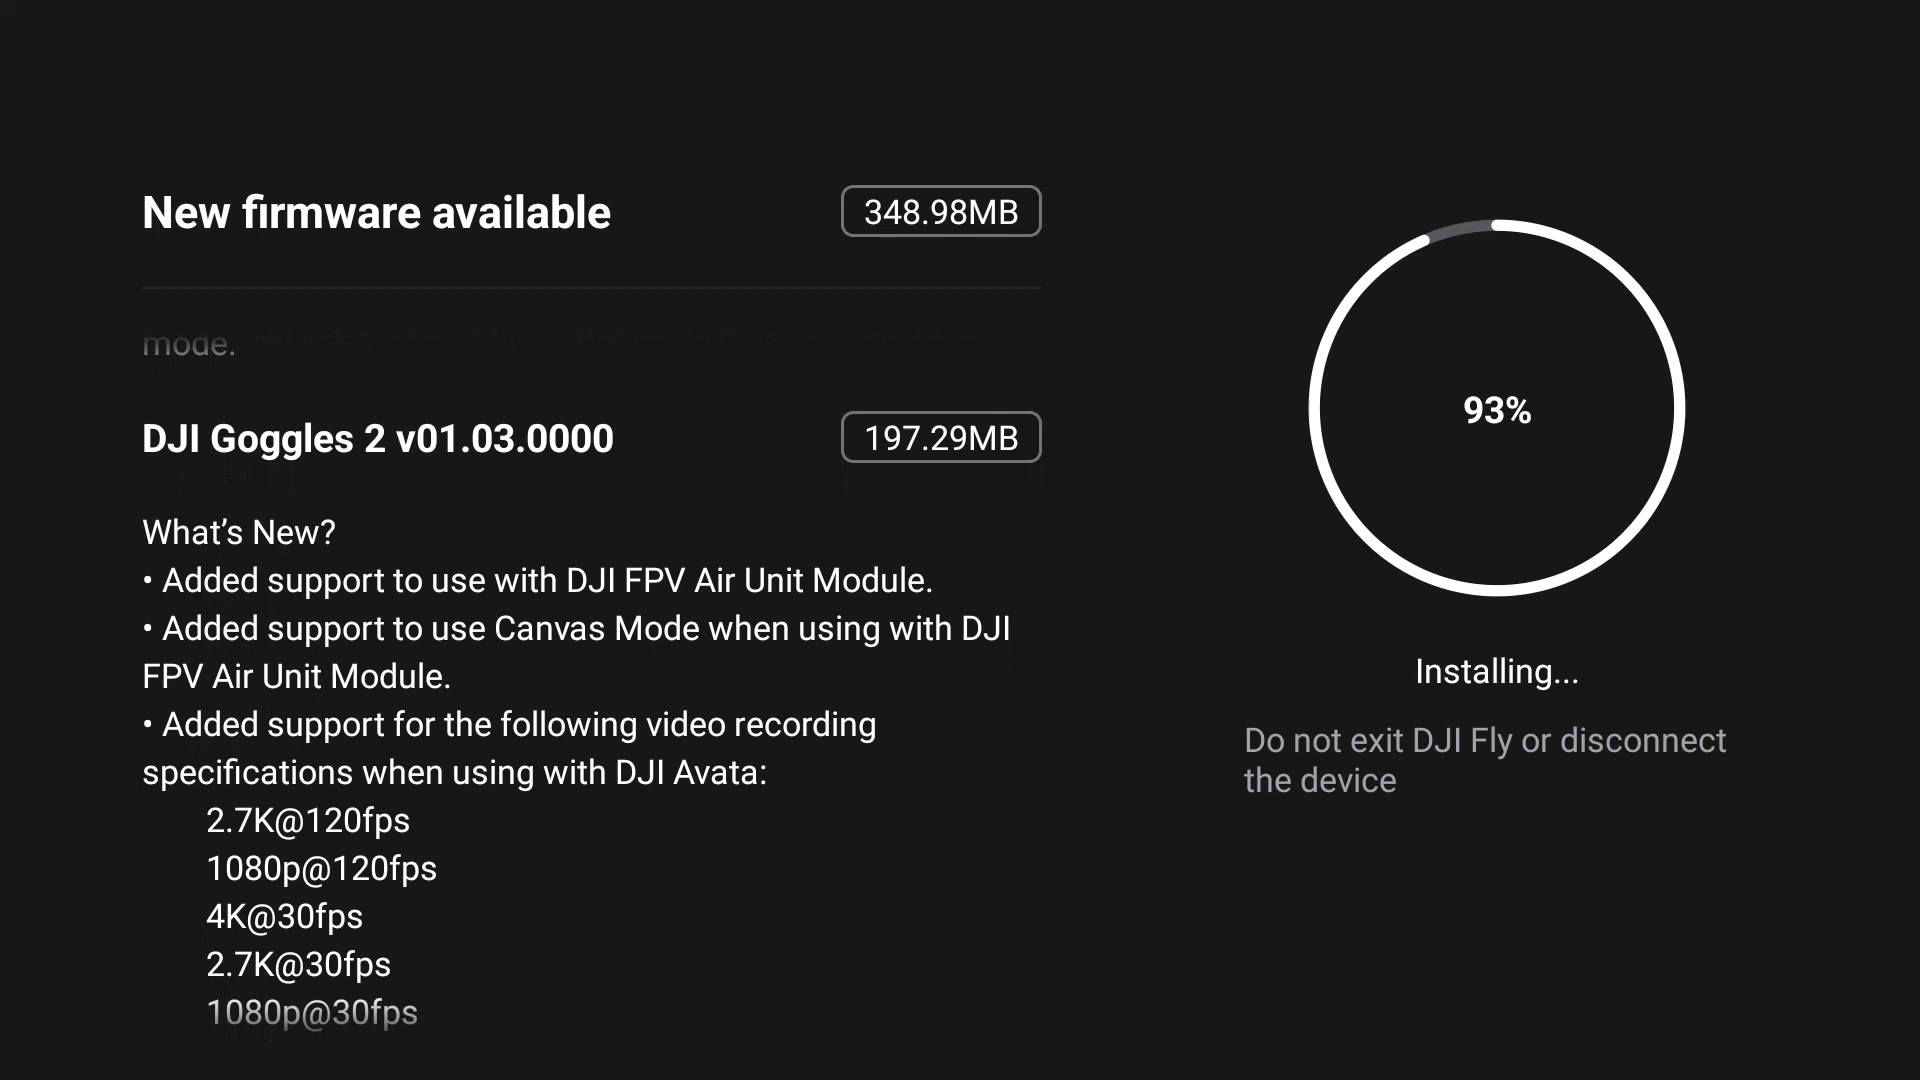 New firmware available
348.98MB
mode.
DJI Goggles 2 v01.03.0000
197.29MB
What’s New?
• Added support to use with DJI FPV Air Unit Module.
• Added support to use Canvas Mode when using with DJI
FPV Air Unit Module.
• Added support for the following video recording
specifications when using with DJI Avata:
2.7K@120fps
1080p@120fps
4K@30fps
2.7K@30fps
1080p@30fps
93%
Installing...
Do not exit DJI Fly or disconnect
the device